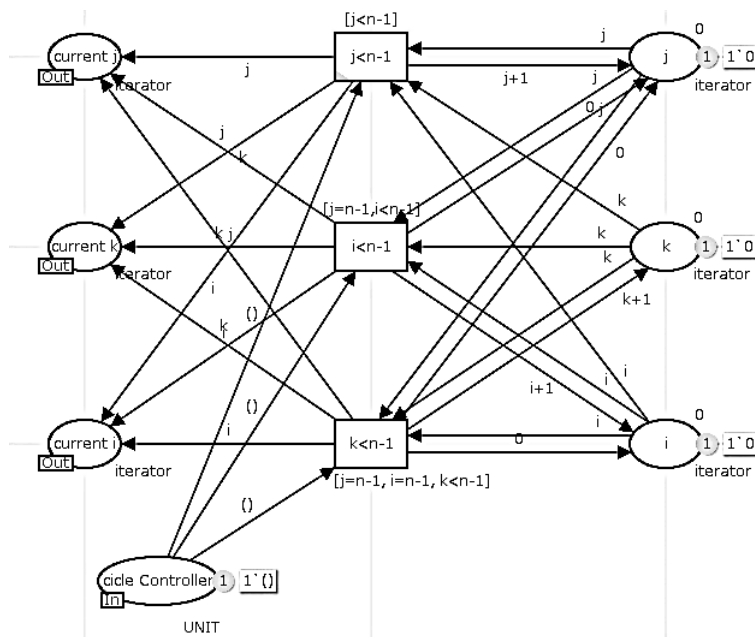 [j<n-1]
current j
Out
iterator
j
j<n-1
j
j+1
j
0
j
1
1`0
iterator
j
k
0
j
0
k
[j=n-1,i<n-1]
current k
Out
iterator
k
j
i<n-1
k
k
0
k
1
1`0
iterator
k+1
i
()
k
i
i+1
i
i
()
current i
Out
iterator
i
k<n-1
0
i
0
i
1
1`0
iterator
[j=n-1, i=n-1, k<n-1]
()
cicle Controller
In
1
1`()
UNIT